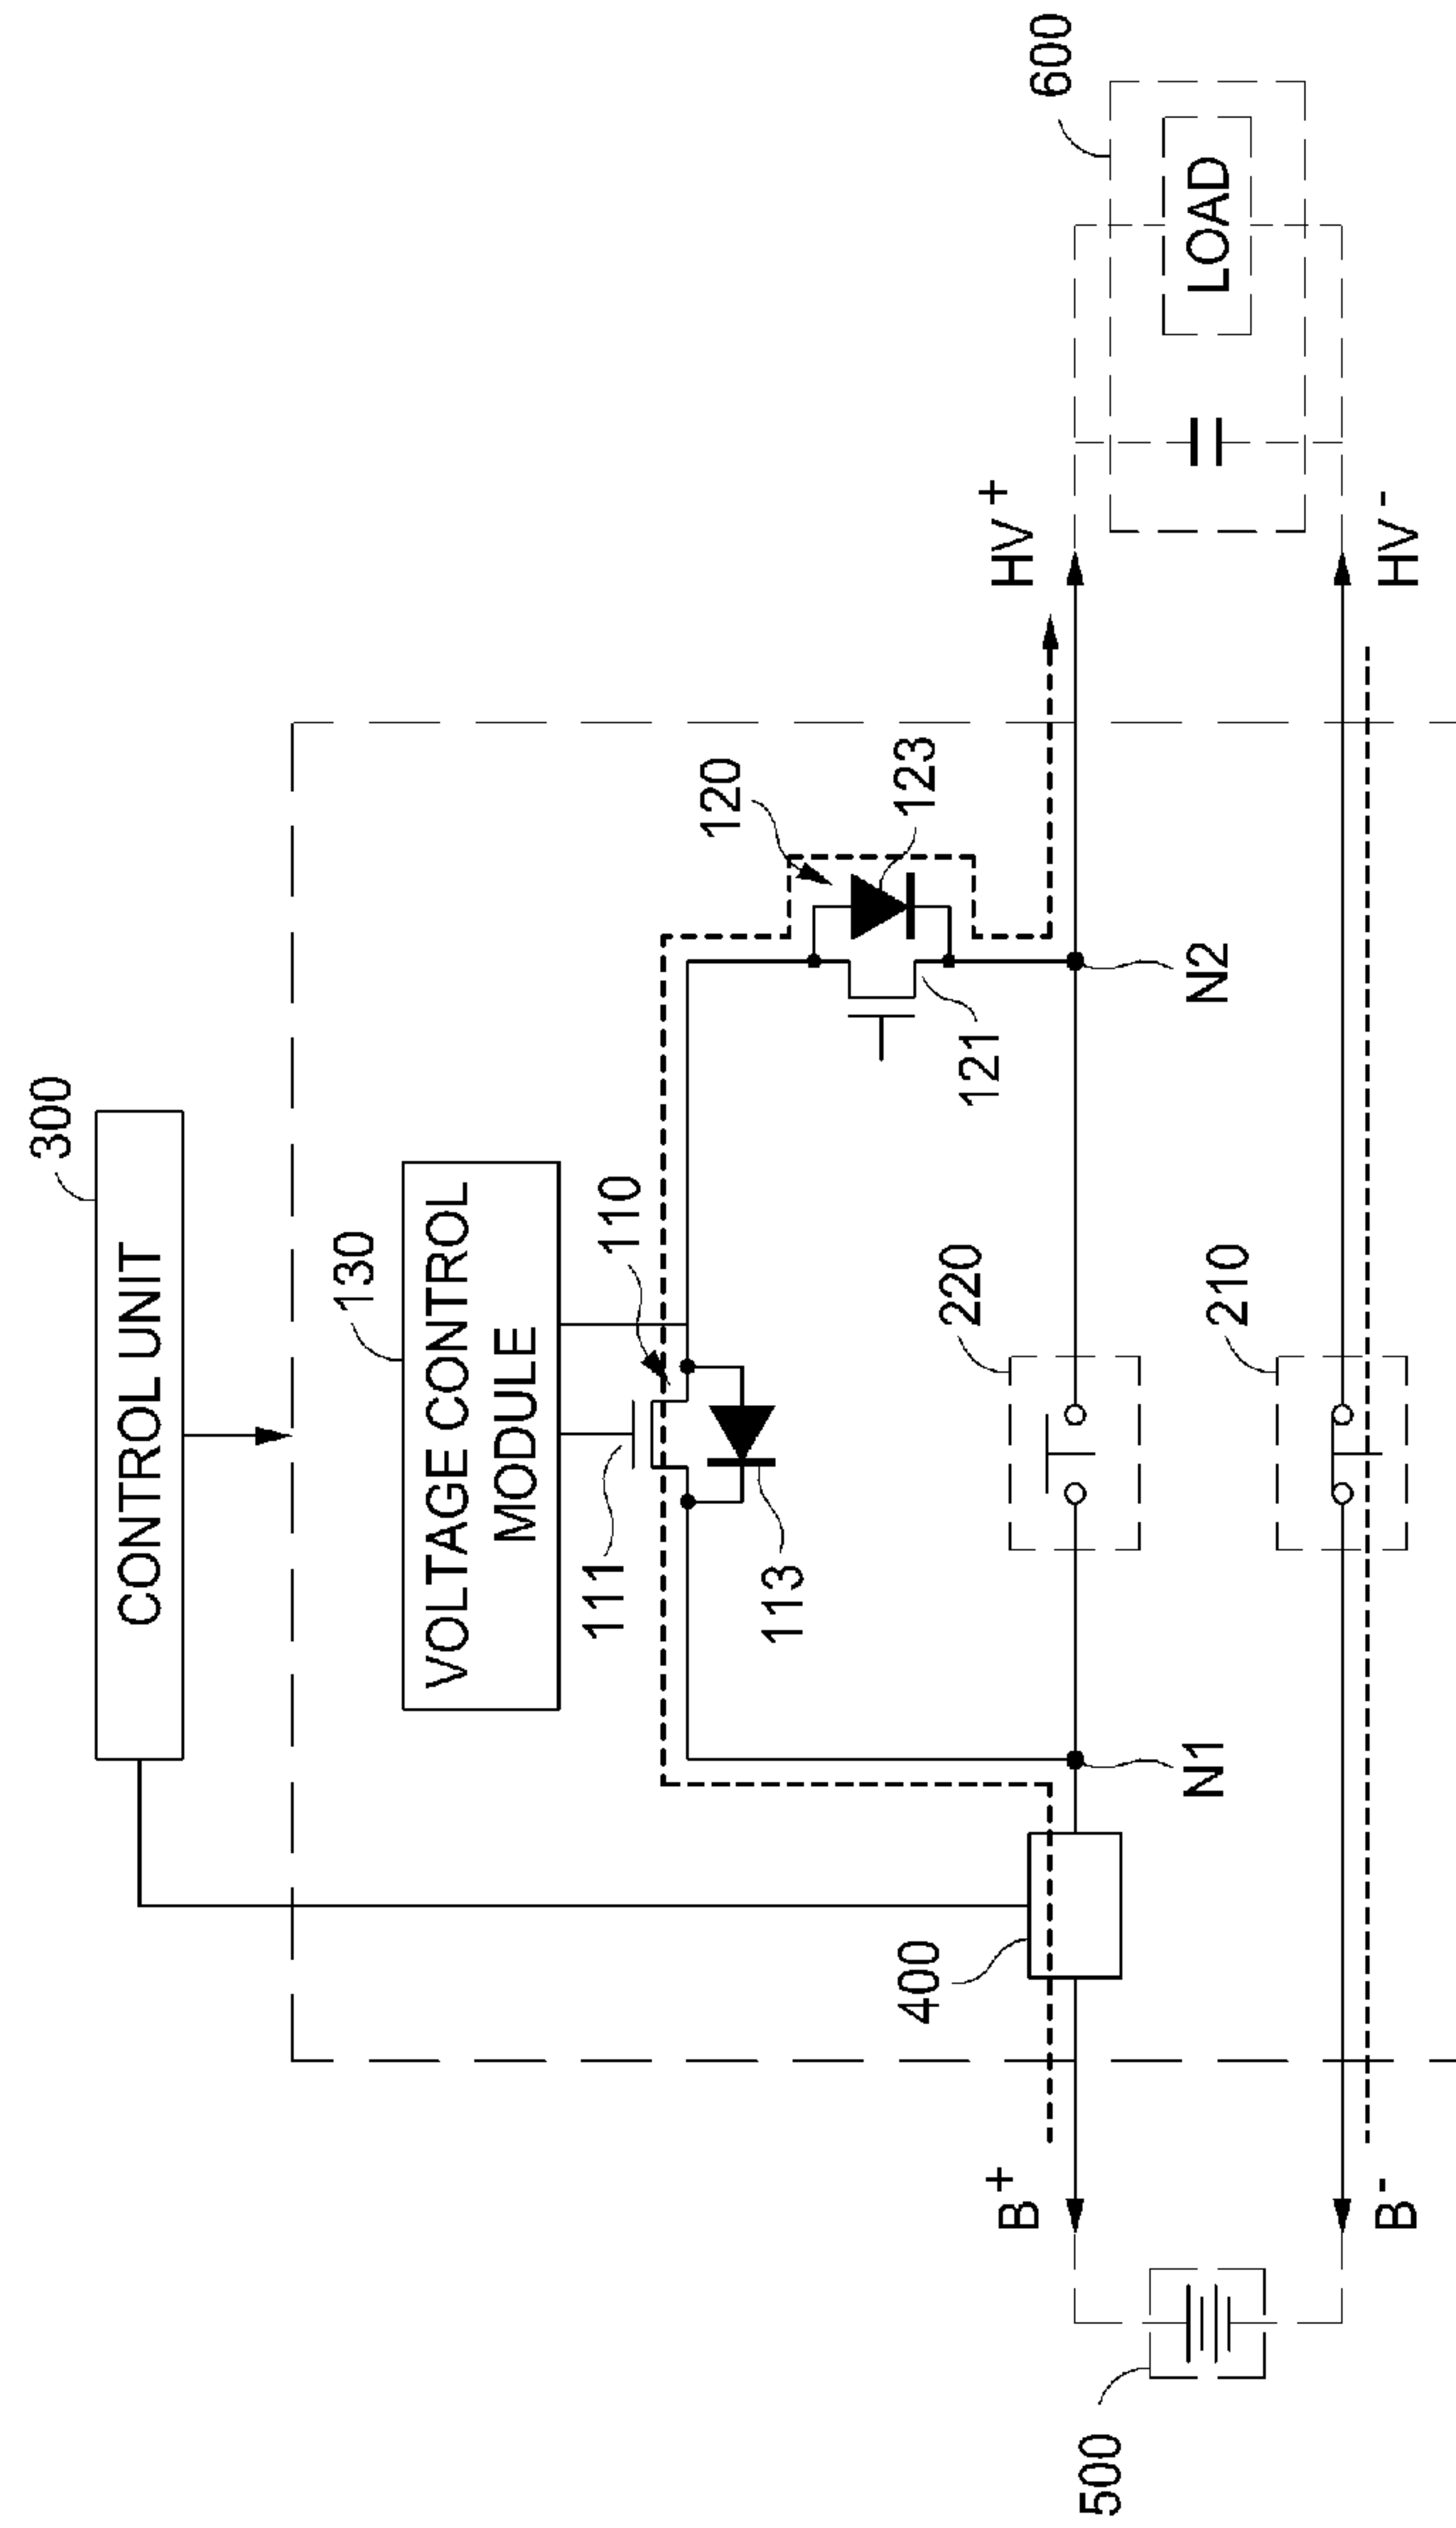 300
CONTROL UNIT
130
VOLTAGE CONTROL
MODULE
110
111
113
120
123
121
220
210
400
N1
N2
B+
B-
HV+
HV-
500
600
LOAD